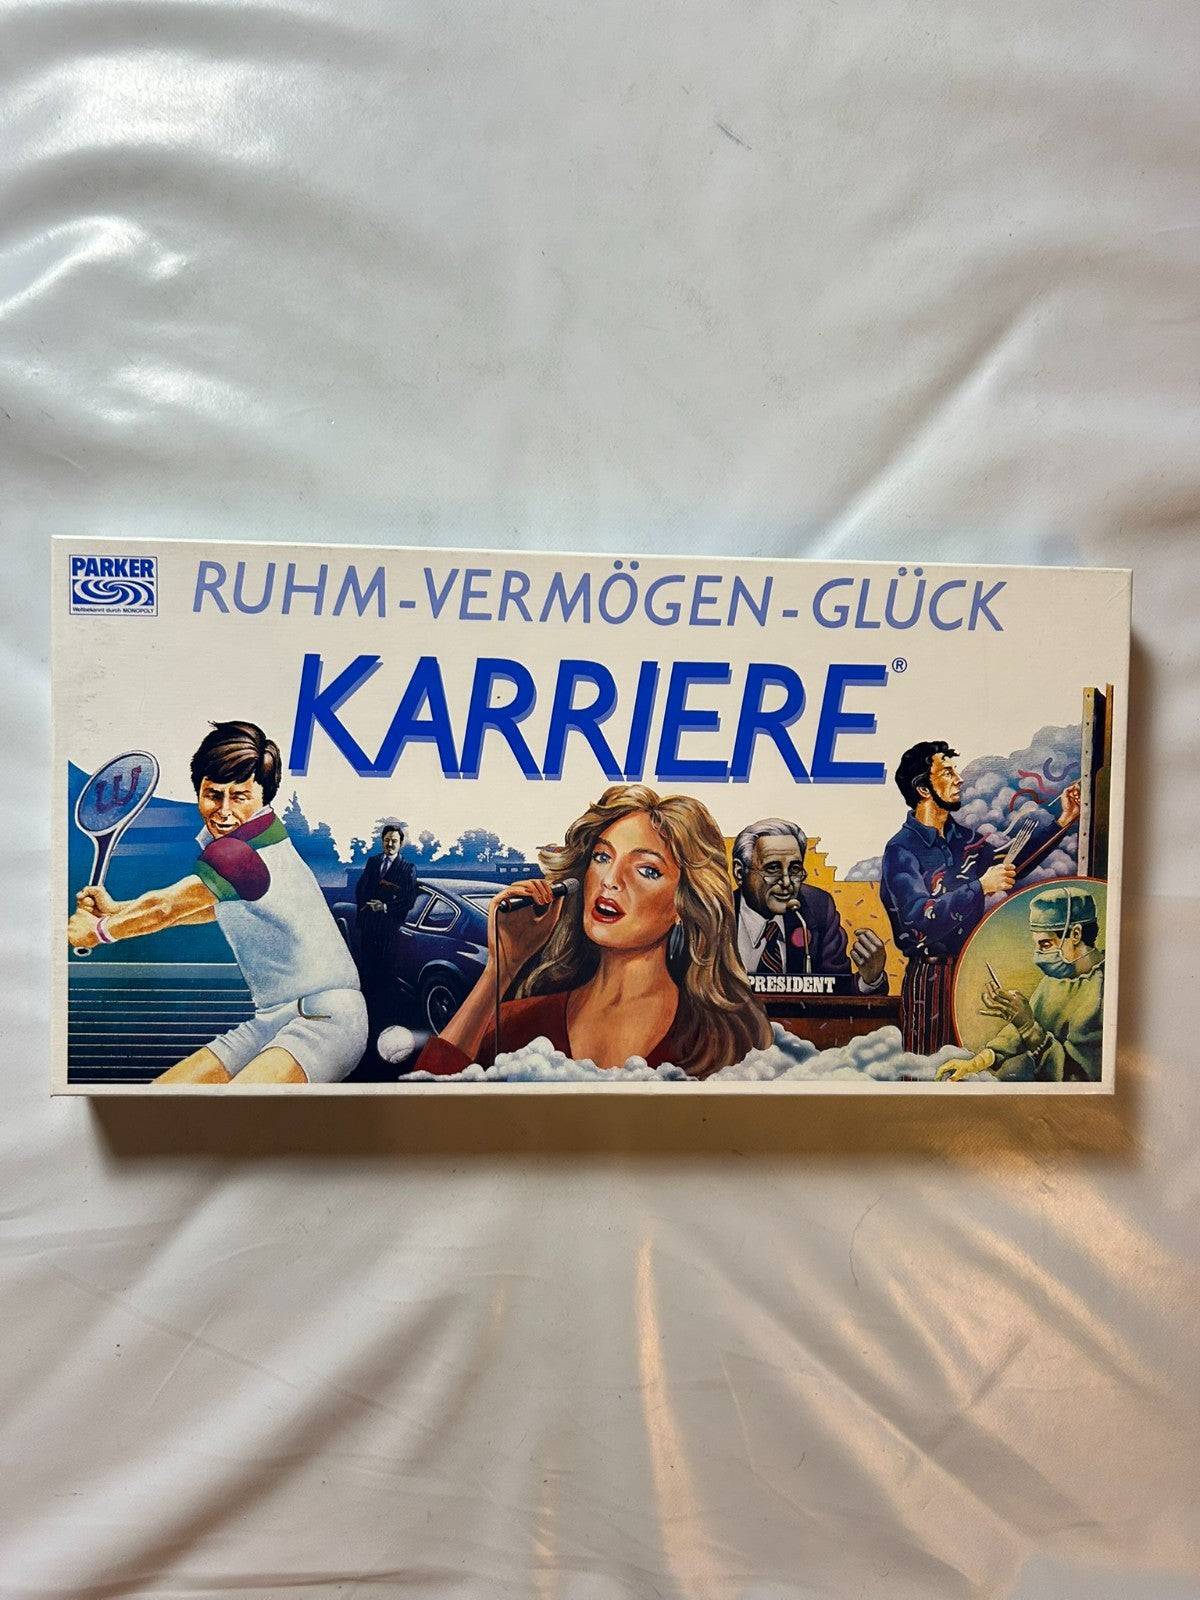 PARKER
Weltbekannt durch MONOPOLY
RUHM-VERMÖGEN-GLÜCK
KARRIERE®
W
PRESIDENT